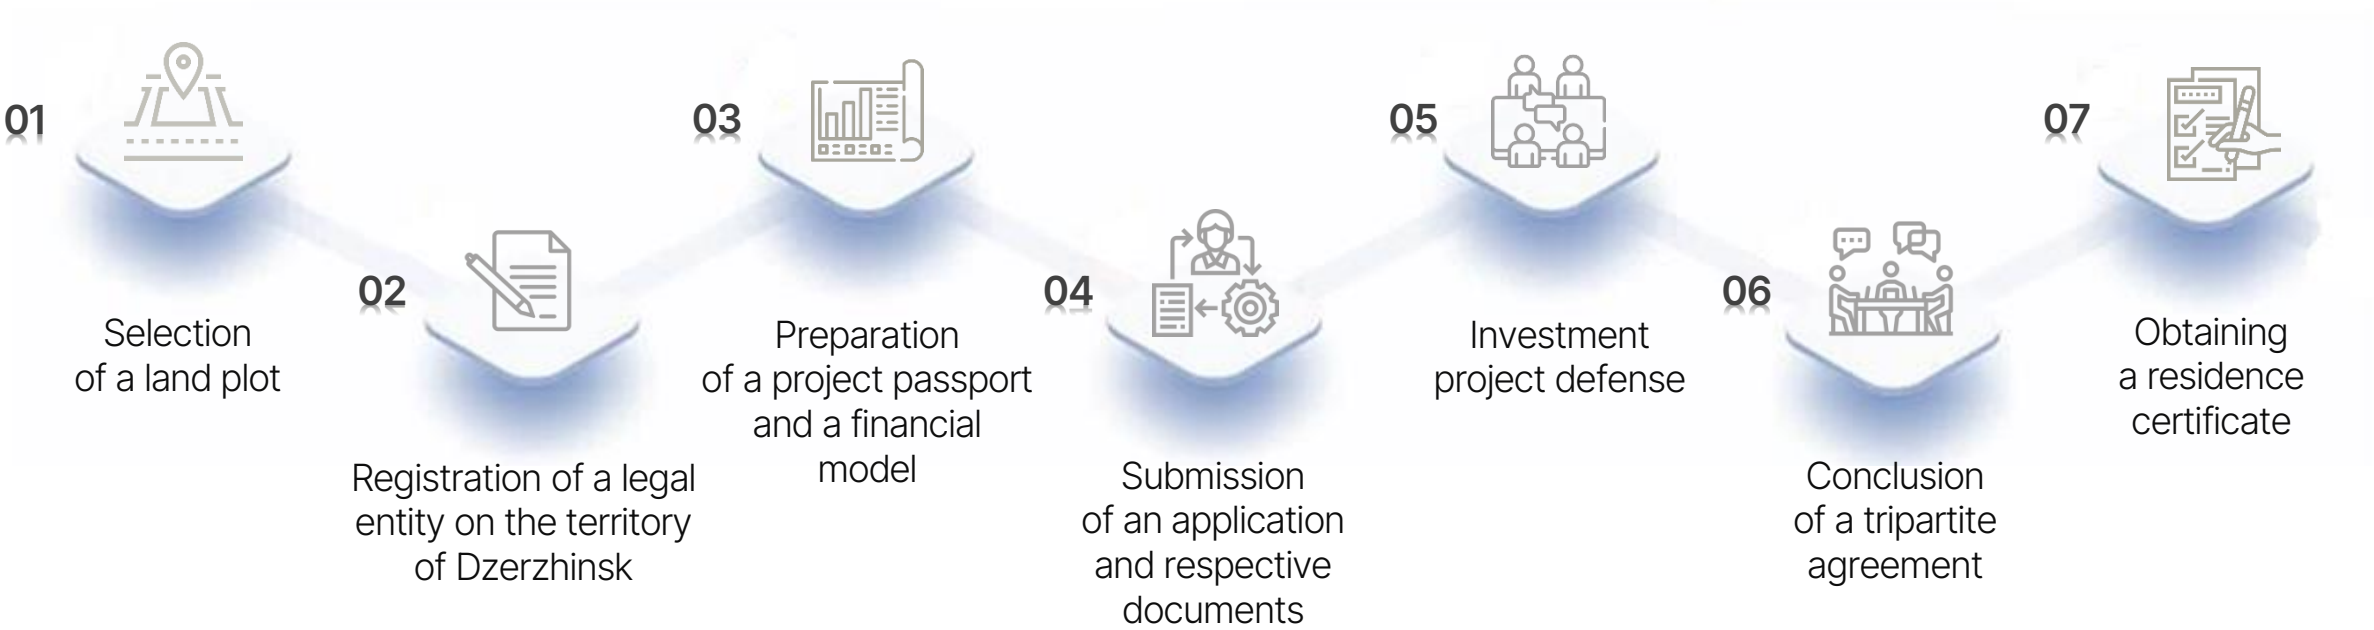 01
Selection
of a land plot
02
Registration of a legal
entity on the territory
of Dzerzhinsk
03
Preparation
of a project passport
and a financial
model
04
Submission
of an application
and respective
documents
05
Investment
project defense
06
Conclusion
of a tripartite
agreement
07
Obtaining
a residence
certificate